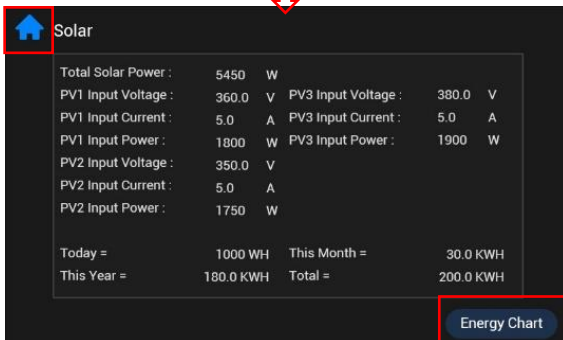 Solar
Total Solar Power : 5450 W
PV1 Input Voltage : 360.0 V PV3 Input Voltage : 380.0 V
PV1 Input Current : 5.0 A PV3 Input Current : 5.0 A
PV1 Input Power : 1800 W PV3 Input Power : 1900 W
PV2 Input Voltage : 350.0 V
PV2 Input Current : 5.0 A
PV2 Input Power : 1750 W
Today = 1000 WH This Month = 30.0 KWH
This Year = 180.0 KWH Total = 200.0 KWH
Energy Chart